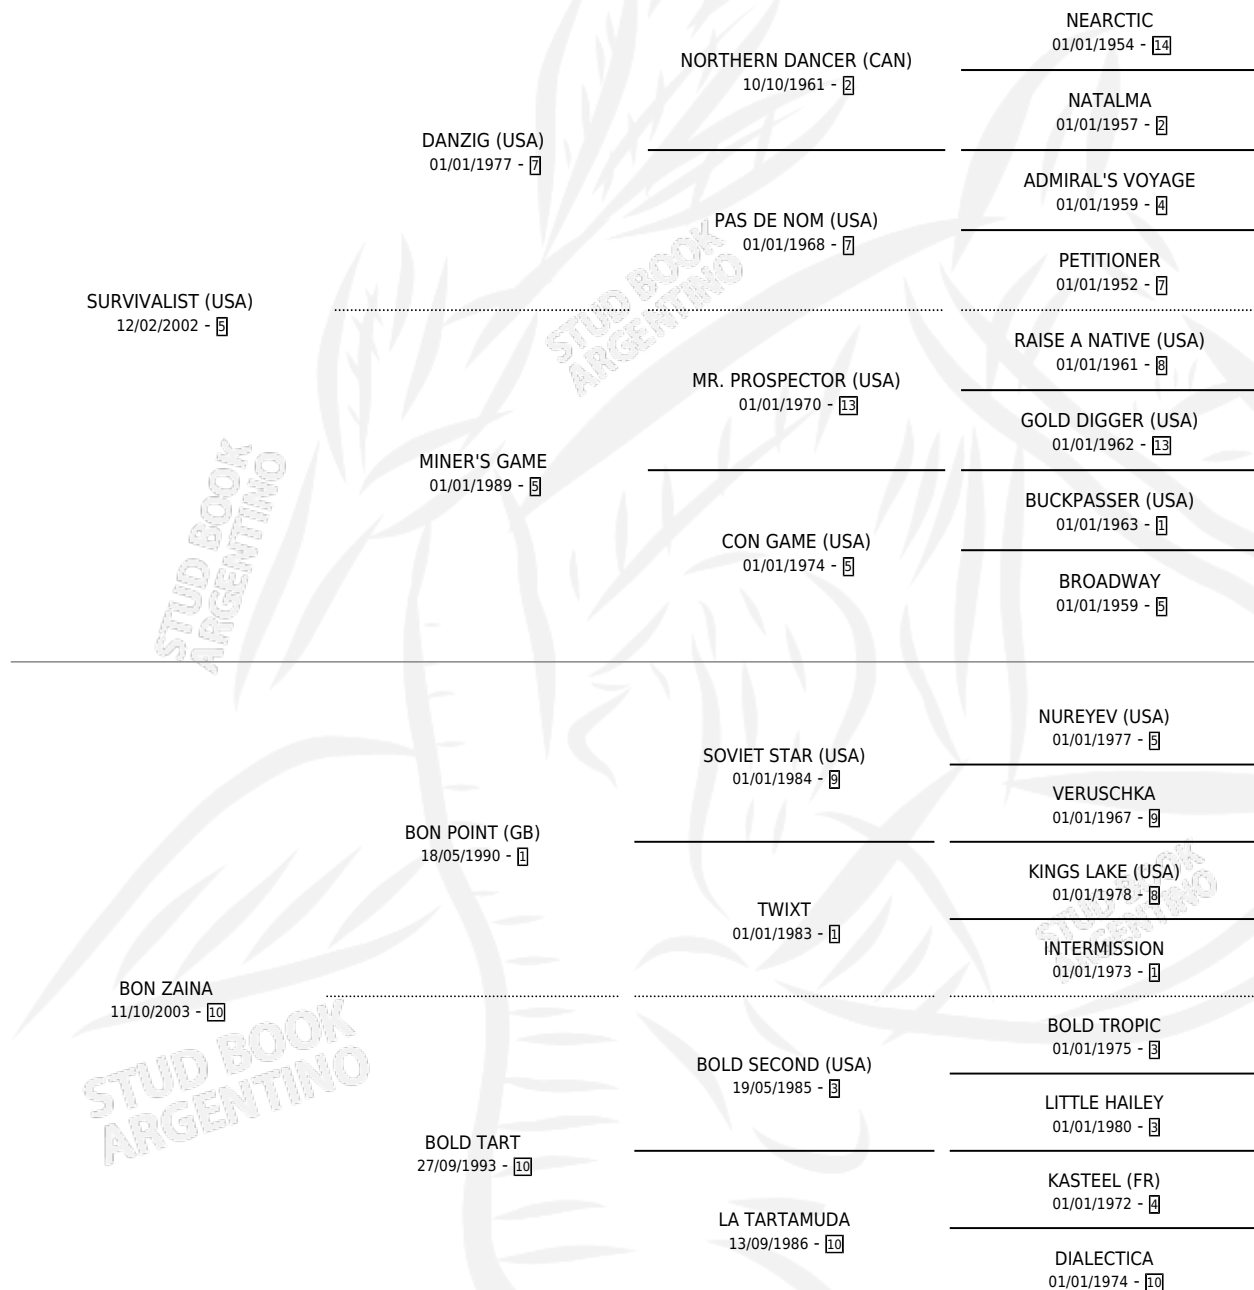 NEARCTIC
01/01/1954 - 14
NORTHERN DANCER (CAN)
10/10/1961 - 2
NATALMA
01/01/1957 - 2
DANZIG (USA)
01/01/1977 - 7
ADMIRAL'S VOYAGE
01/01/1959 - 4
PAS DE NOM (USA)
01/01/1968 - 7
PETITIONER
01/01/1952 - 7
SURVIVALIST (USA)
12/02/2002 - 5
RAISE A NATIVE (USA)
01/01/1961 - 8
MR. PROSPECTOR (USA)
01/01/1970 - 13
GOLD DIGGER (USA)
01/01/1962 - 13
MINER'S GAME
01/01/1989 - 5
BUCKPASSER (USA)
01/01/1963 - 1
CON GAME (USA)
01/01/1974 - 5
BROADWAY
01/01/1959 - 5
NUREYEV (USA)
01/01/1977 - 5
SOVIET STAR (USA)
01/01/1984 - 9
VERUSCHKA
01/01/1967 - 9
BON POINT (GB)
18/05/1990 - 1
KINGS LAKE (USA)
01/01/1978 - 8
TWIXT
01/01/1983 - 1
INTERMISSION
01/01/1973 - 1
BON ZAINA
11/10/2003 - 10
BOLD TROPIC
01/01/1975 - 3
BOLD SECOND (USA)
19/05/1985 - 3
LITTLE HAILEY
01/01/1980 - 3
BOLD TART
27/09/1993 - 10
KASTEEL (FR)
01/01/1972 - 4
LA TARTAMUDA
13/09/1986 - 10
DIALECTICA
01/01/1974 - 10
STUD BOOK
ARGENTINO
STUD BOOK
ARGENTINO
STUD BOOK
ARGENTINO
STUD BOOK
ARGENTINO